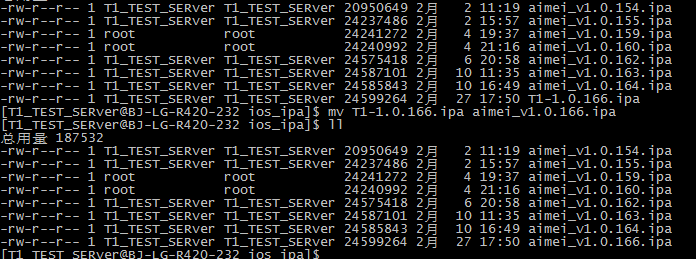 -rw-r--r-- 1 T1_TEST_SERver T1_TEST_SERver 20950649 2月   2 11:19 aimei_v1.0.154.ipa
-rw-r--r-- 1 T1_TEST_SERver T1_TEST_SERver 24237486 2月   2 15:57 aimei_v1.0.155.ipa
-rw-r--r-- 1 root           root           24241272 2月   4 19:37 aimei_v1.0.159.ipa
-rw-r--r-- 1 root           root           24240992 2月   4 21:16 aimei_v1.0.160.ipa
-rw-r--r-- 1 T1_TEST_SERver T1_TEST_SERver 24575418 2月   6 20:58 aimei_v1.0.162.ipa
-rw-r--r-- 1 T1_TEST_SERver T1_TEST_SERver 24587101 2月  10 11:35 aimei_v1.0.163.ipa
-rw-r--r-- 1 T1_TEST_SERver T1_TEST_SERver 24585843 2月  10 16:49 aimei_v1.0.164.ipa
-rw-r--r-- 1 T1_TEST_SERver T1_TEST_SERver 24599264 2月  27 17:50 T1-1.0.166.ipa
[T1_TEST_SERver@BJ-LG-R420-232 ios_ipa]$ mv T1-1.0.166.ipa aimei_v1.0.166.ipa
[T1_TEST_SERver@BJ-LG-R420-232 ios_ipa]$ ll
总用量 187532
-rw-r--r-- 1 T1_TEST_SERver T1_TEST_SERver 20950649 2月   2 11:19 aimei_v1.0.154.ipa
-rw-r--r-- 1 T1_TEST_SERver T1_TEST_SERver 24237486 2月   2 15:57 aimei_v1.0.155.ipa
-rw-r--r-- 1 root           root           24241272 2月   4 19:37 aimei_v1.0.159.ipa
-rw-r--r-- 1 root           root           24240992 2月   4 21:16 aimei_v1.0.160.ipa
-rw-r--r-- 1 T1_TEST_SERver T1_TEST_SERver 24575418 2月   6 20:58 aimei_v1.0.162.ipa
-rw-r--r-- 1 T1_TEST_SERver T1_TEST_SERver 24587101 2月  10 11:35 aimei_v1.0.163.ipa
-rw-r--r-- 1 T1_TEST_SERver T1_TEST_SERver 24585843 2月  10 16:49 aimei_v1.0.164.ipa
-rw-r--r-- 1 T1_TEST_SERver T1_TEST_SERver 24599264 2月  27 17:50 aimei_v1.0.166.ipa
[T1_TEST_SERver@BJ-LG-R420-232 ios_ipa]$